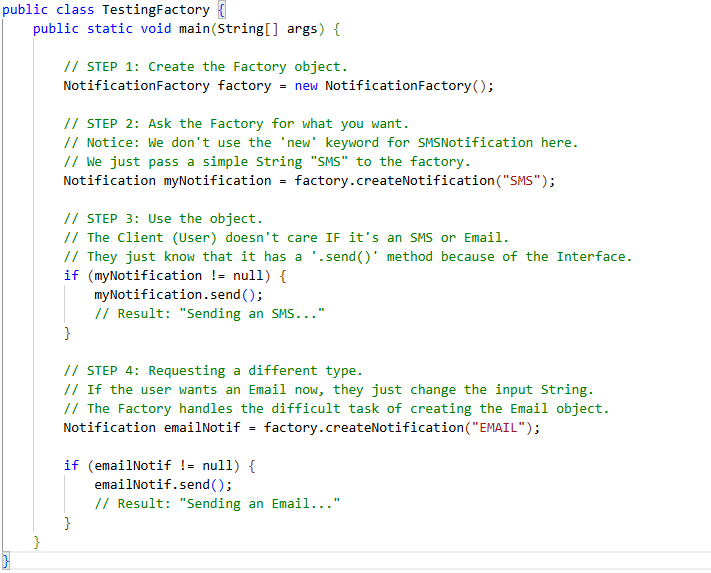 public class TestingFactory {
    public static void main(String[] args) {

        // STEP 1: Create the Factory object.
        NotificationFactory factory = new NotificationFactory();

        // STEP 2: Ask the Factory for what you want.
        // Notice: We don't use the 'new' keyword for SMSNotification here.
        // We just pass a simple String "SMS" to the factory.
        Notification myNotification = factory.createNotification("SMS");

        // STEP 3: Use the object.
        // The Client (User) doesn't care IF it's an SMS or Email.
        // They just know that it has a '.send()' method because of the Interface.
        if (myNotification != null) {
            myNotification.send();
            // Result: "Sending an SMS..."
        }

        // STEP 4: Requesting a different type.
        // If the user wants an Email now, they just change the input String.
        // The Factory handles the difficult task of creating the Email object.
        Notification emailNotif = factory.createNotification("EMAIL");

        if (emailNotif != null) {
            emailNotif.send();
            // Result: "Sending an Email..."
        }
    }
}